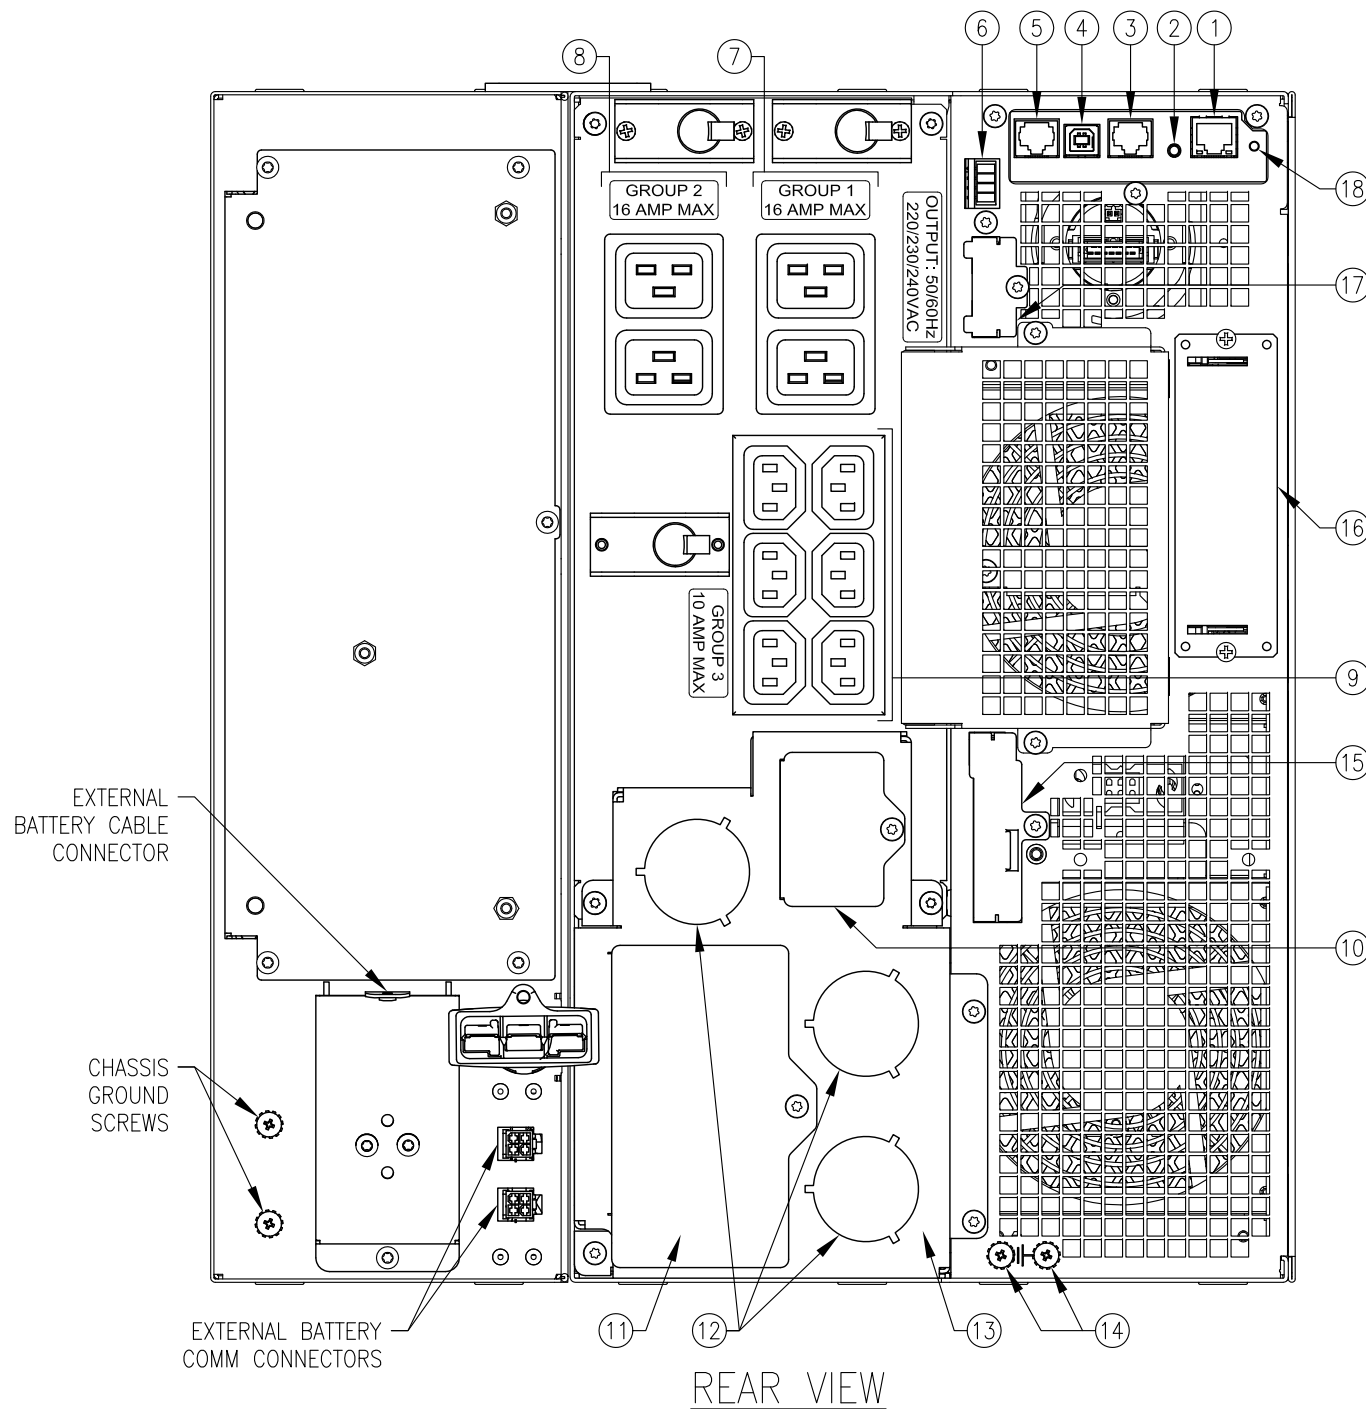 8
7
6
5
4
3
2
1
18
GROUP 2
16 AMP MAX
GROUP 1
16 AMP MAX
OUTPUT: 50/60Hz
220/230/240VAC
17
16
GROUP 3
10 AMP MAX
9
15
EXTERNAL
BATTERY CABLE
CONNECTOR
10
CHASSIS
GROUND
SCREWS
EXTERNAL BATTERY
COMM CONNECTORS
11
12
13
14
REAR VIEW